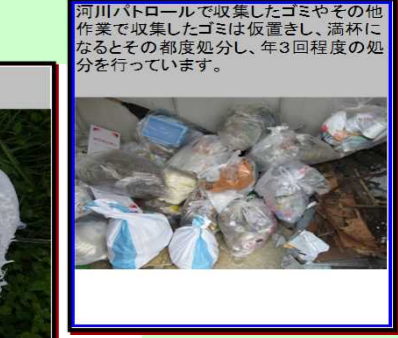 河川パトロールで収集したゴミやその他
作業で収集したゴミは仮置きし、満杯に
なるとその都度処分し、年3回程度の処
分を行っています。